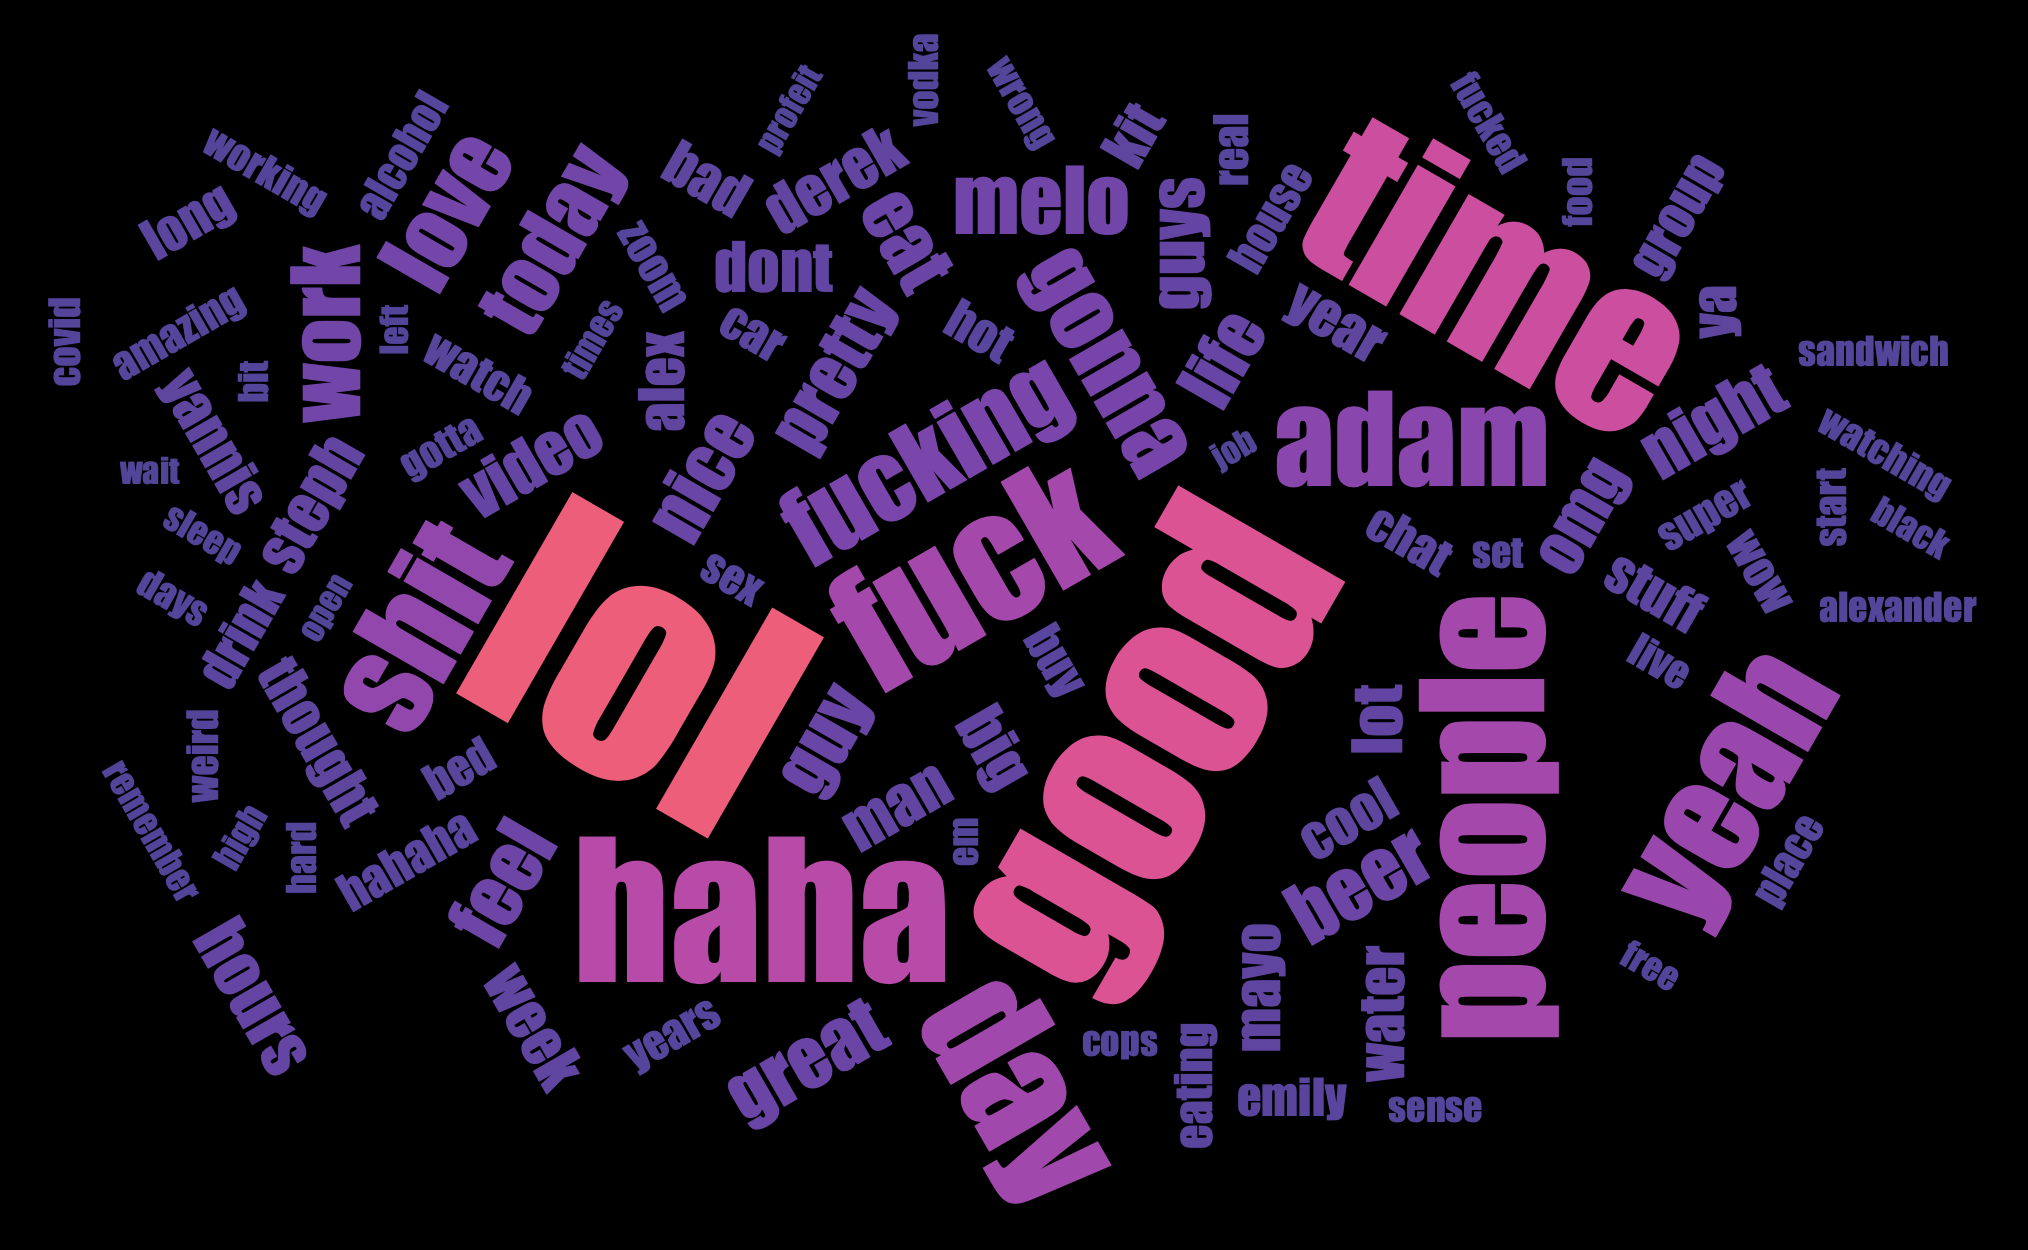 vodka
wrong
profeit
fucked
alcohol
kit
real
working
love
today
bad
derek
time
food
group
long
eat
melo
guys
house
zoom
dont
gonna
ya
work
covid
amazing
left
times
car
hot
life
year
sandwich
watch
alex
pretty
bit
yannis
night
adam
watching
gotta
video
nice
fucking
job
wait
steph
omg
super
start
black
sleep
shit
lol
sex
fuck
good
chat
set
wow
stuff
days
open
drink
alexander
buy
people
live
thought
guy
lot
yeah
weird
bed
big
remember
high
hard
hahaha
man
em
cool
beer
place
feel
haha
hours
week
years
great
day
mayo
water
free
cops
eating
emily
sense